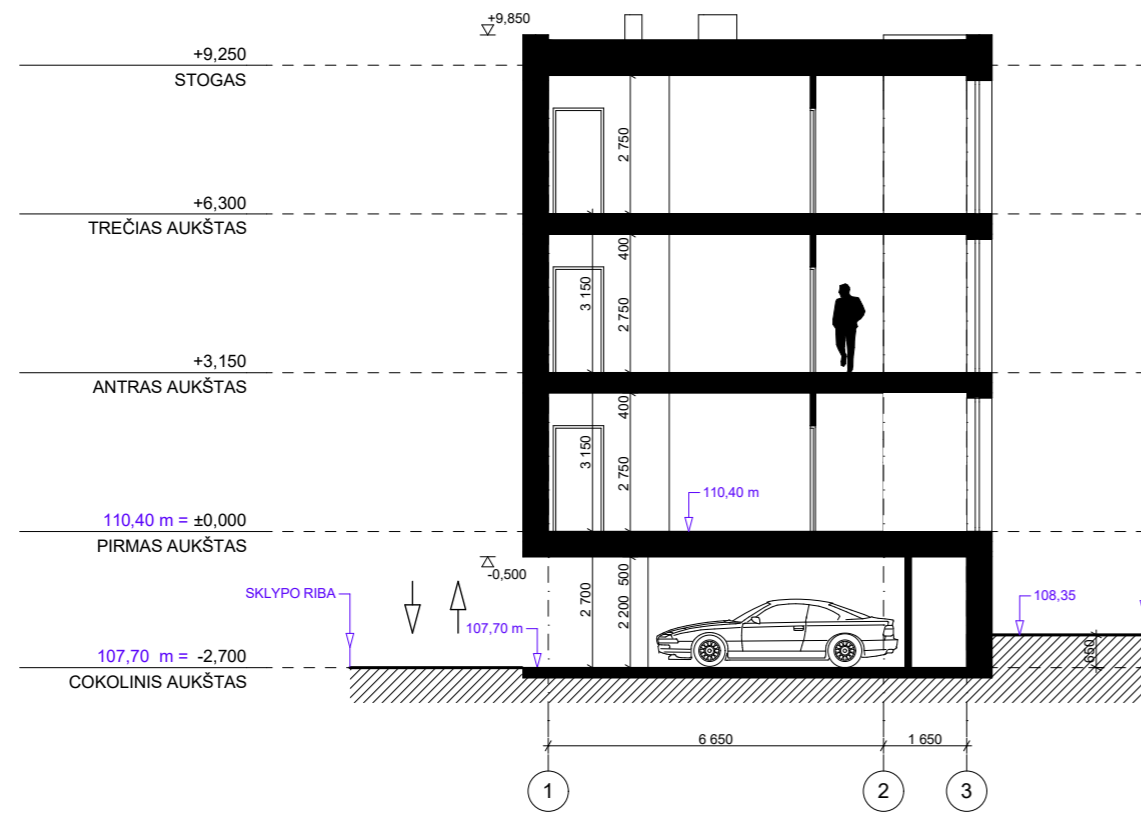 +9,850
+9,250
STOGAS
2 750
+6,300
TREČIAS AUKŠTAS
400
3 150
2 750
+3,150
ANTRAS AUKŠTAS
400
3 150
2 750
110,40 m
110,40 m = ±0,000
PIRMAS AUKŠTAS
-0,500
500
2 700
2 200
SKLYPO RIBA
107,70 m
108,35
650
107,70 m = -2,700
COKOLINIS AUKŠTAS
6 650
1 650
1
2
3